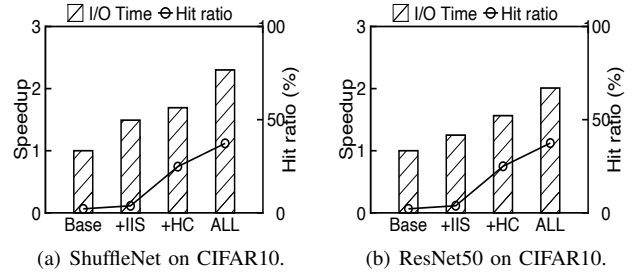 I/O Time Hit ratio
3
2
1
0
Speedup
100
50
0
Hit ratio (%)
Base +IIS +HC ALL
(a) ShuffleNet on CIFAR10.
I/O Time Hit ratio
3
2
1
0
Speedup
100
50
0
Hit ratio (%)
Base +IIS +HC ALL
(b) ResNet50 on CIFAR10.